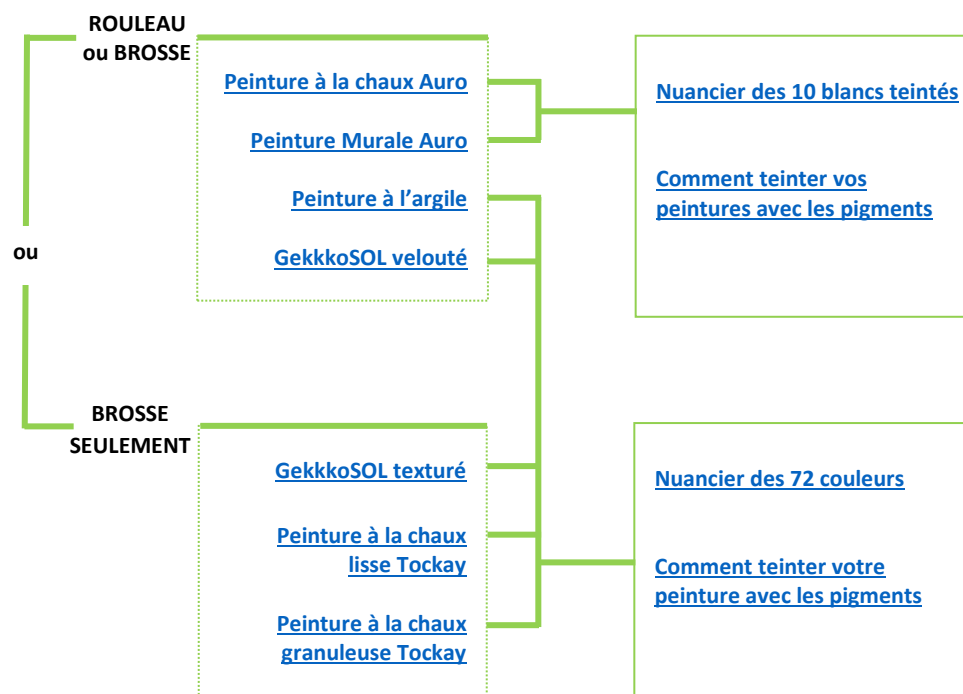 ROULEAU
ou BROSSE
Peinture à la chaux Auro
Peinture Murale Auro
Peinture à l’argile
GekkkoSOL velouté
Nuancier des 10 blancs teintés
Comment teinter vos
peintures avec les pigments
ou
BROSSE
SEULEMENT
GekkkoSOL texturé
Peinture à la chaux
lisse Tockay
Peinture à la chaux
granuleuse Tockay
Nuancier des 72 couleurs
Comment teinter votre
peinture avec les pigments